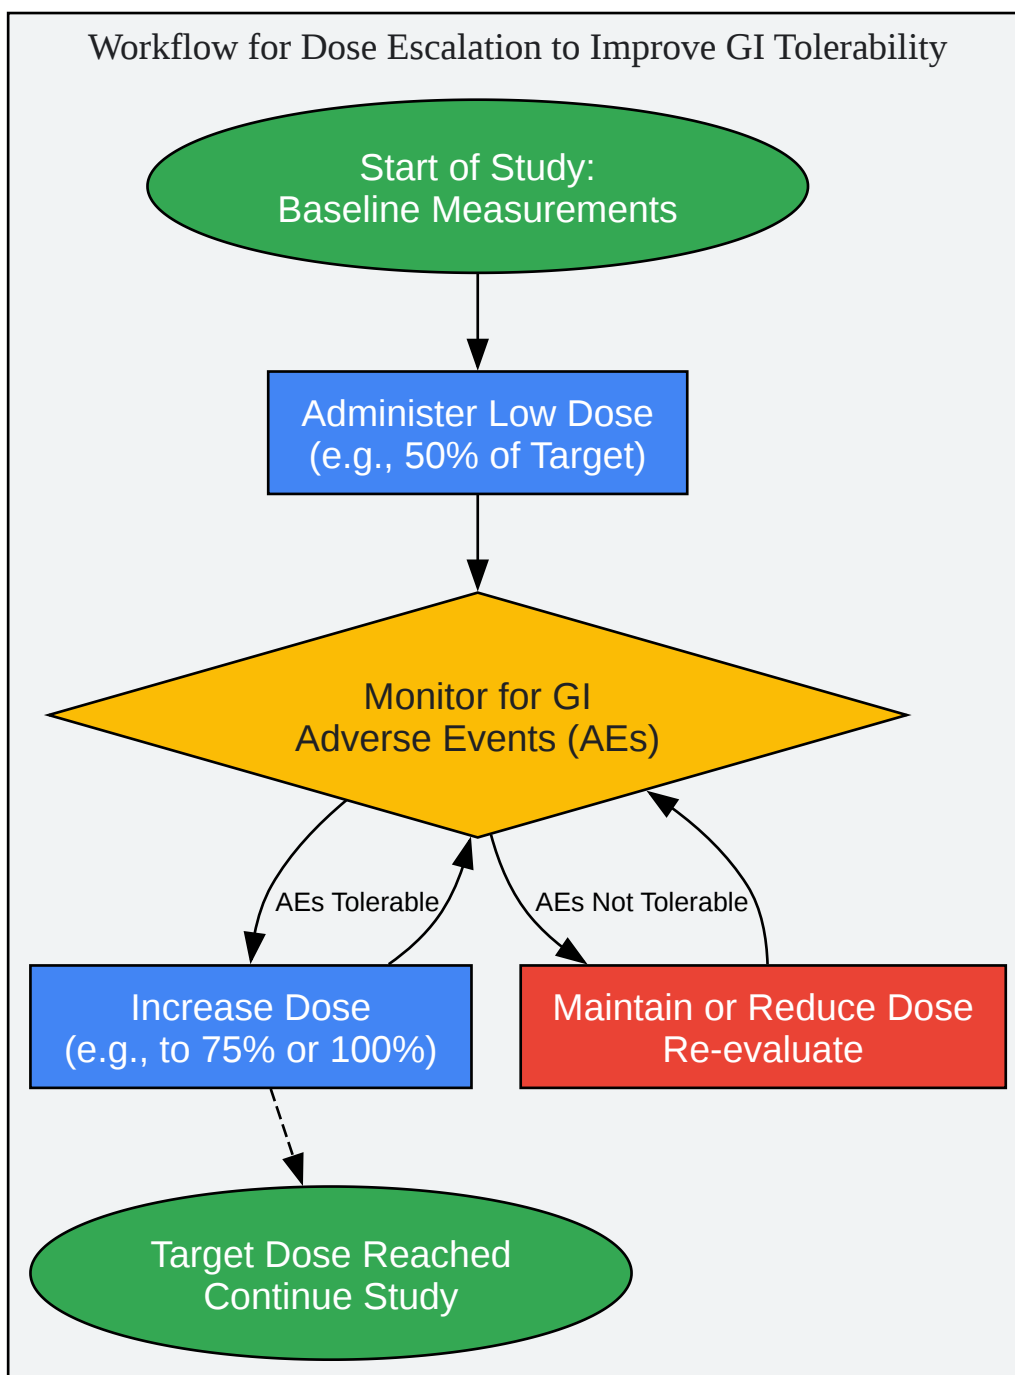 Workflow for Dose Escalation to Improve GI Tolerability
Start of Study:
Baseline Measurements
Administer Low Dose
(e.g., 50% of Target)
Monitor for GI
Adverse Events (AEs)
AEs Tolerable
AEs Not Tolerable
Increase Dose
(e.g., to 75% or 100%)
Maintain or Reduce Dose
Re-evaluate
Target Dose Reached
Continue Study